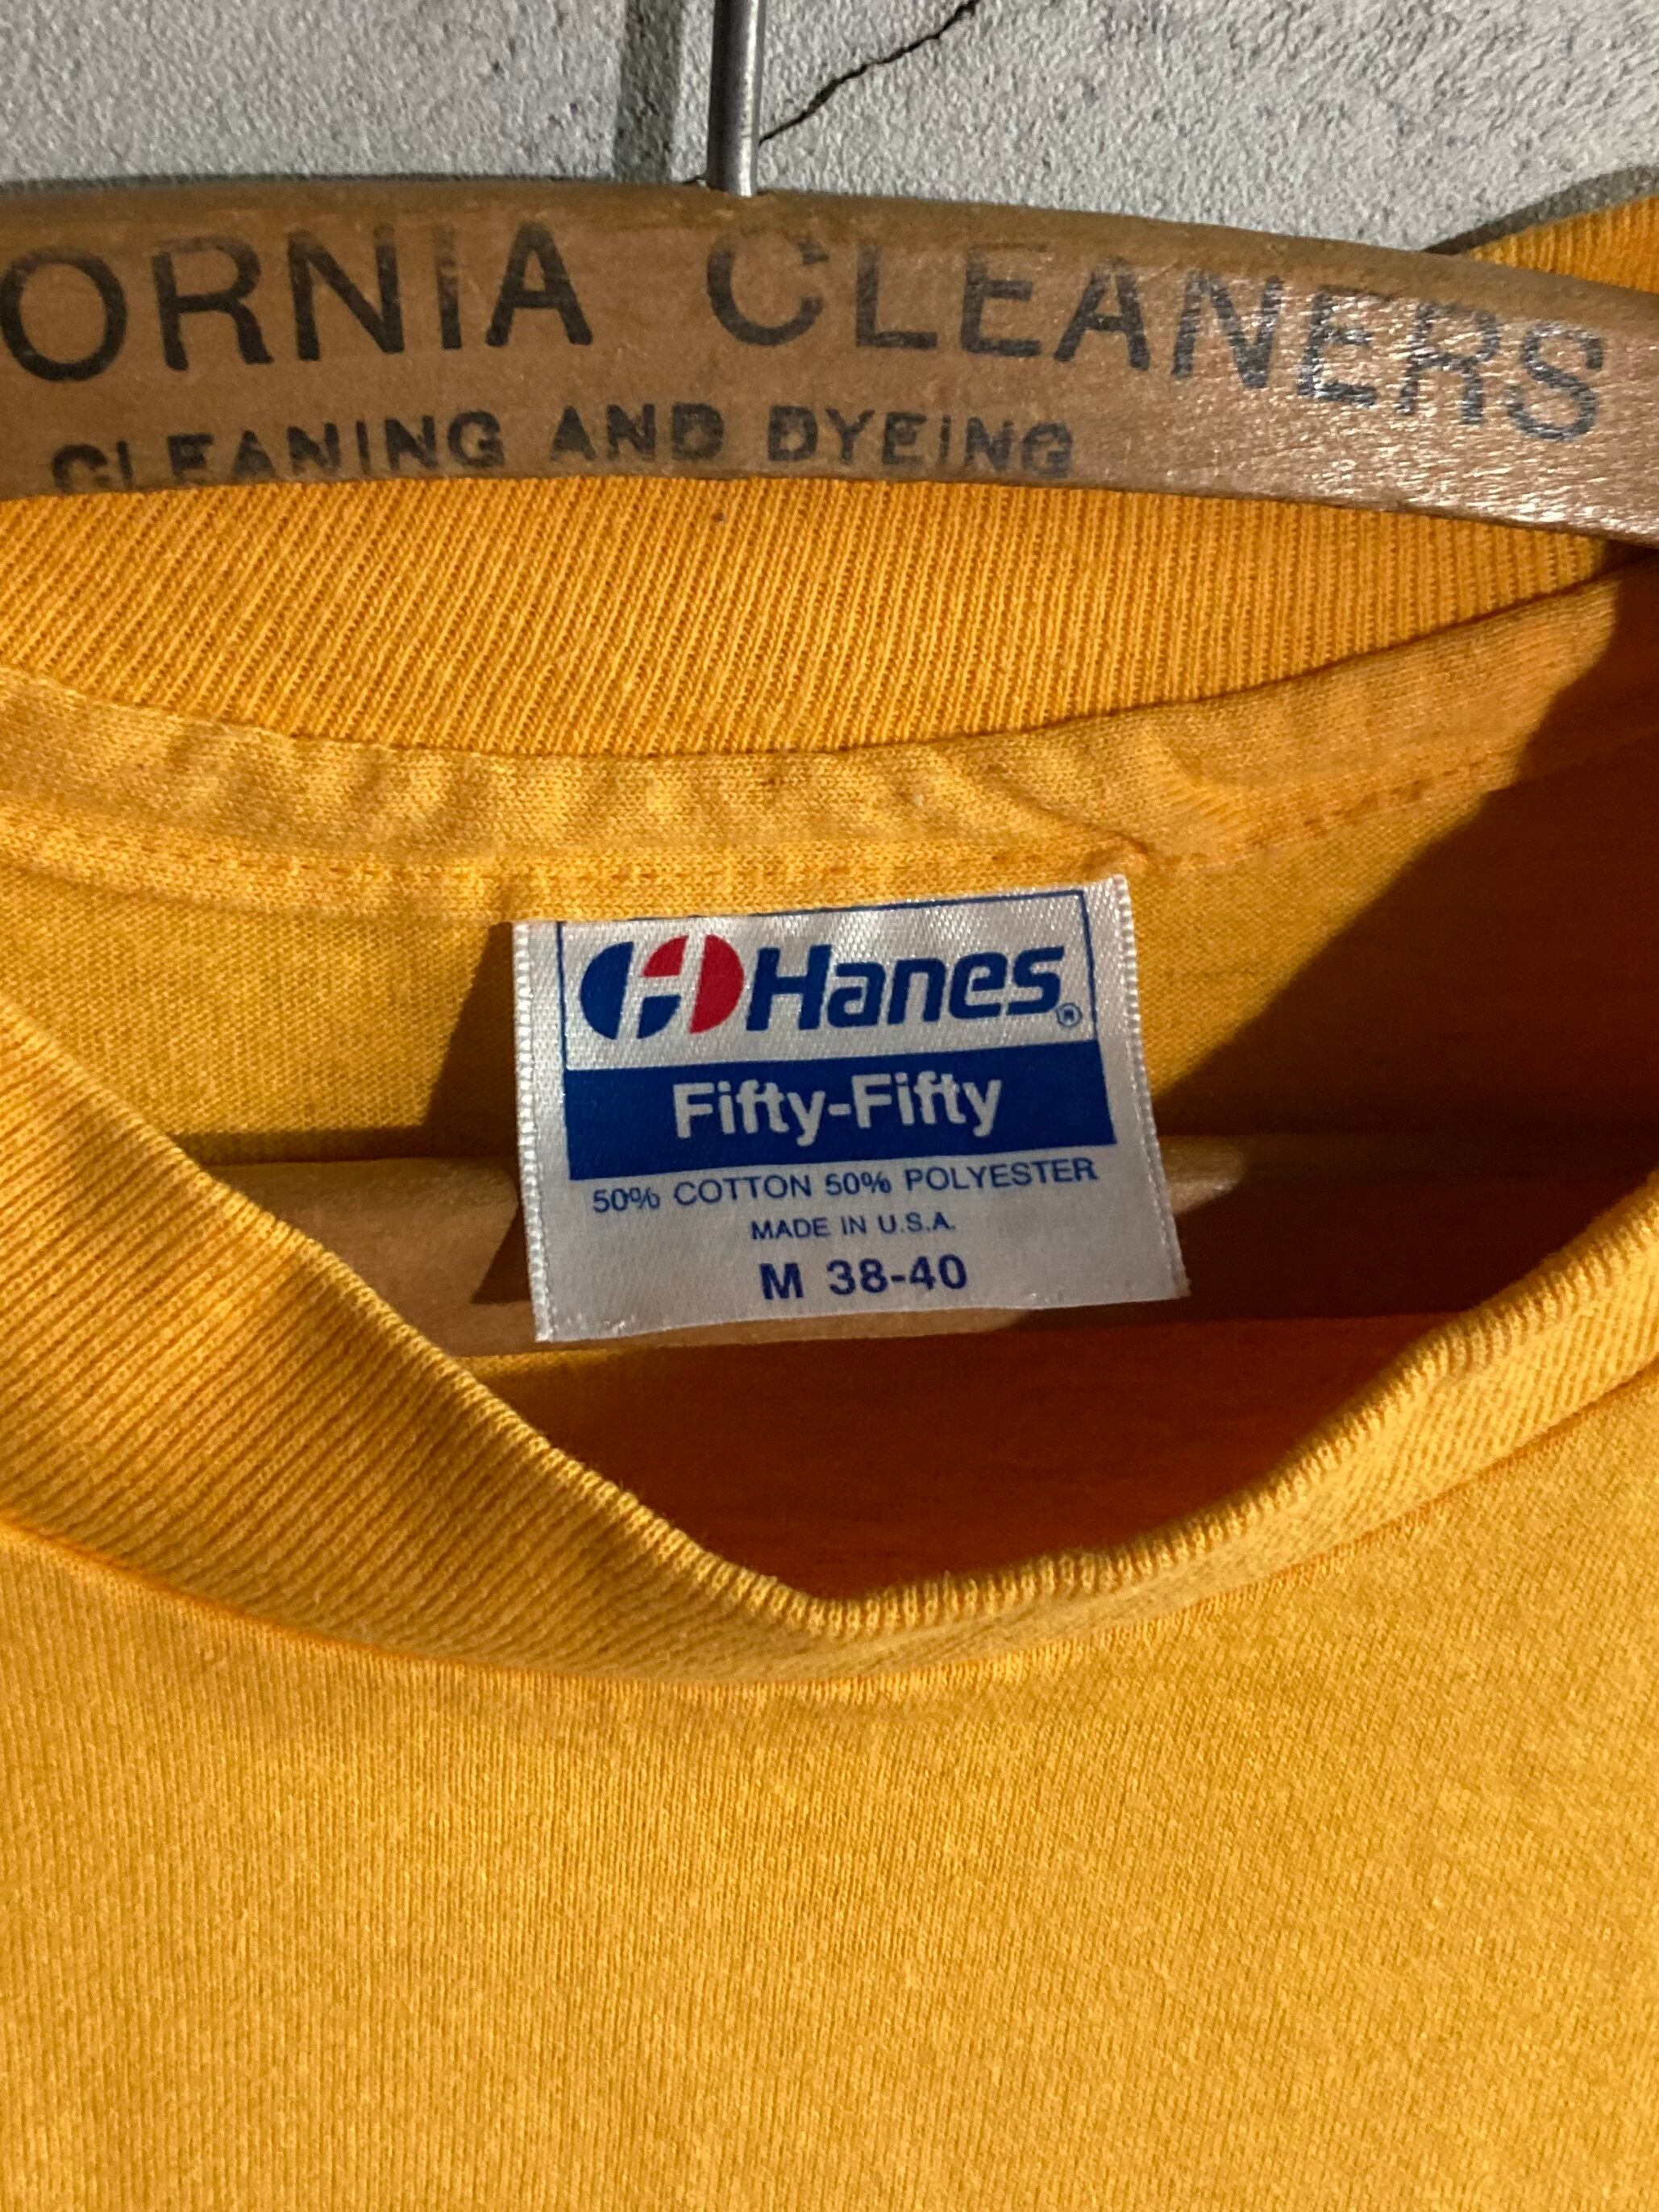 ORNIA CLEANERS
CLEANING AND DYEING
Hanes®
Fifty-Fifty
50% COTTON 50% POLYESTER
MADE IN U.S.A.
M 38-40